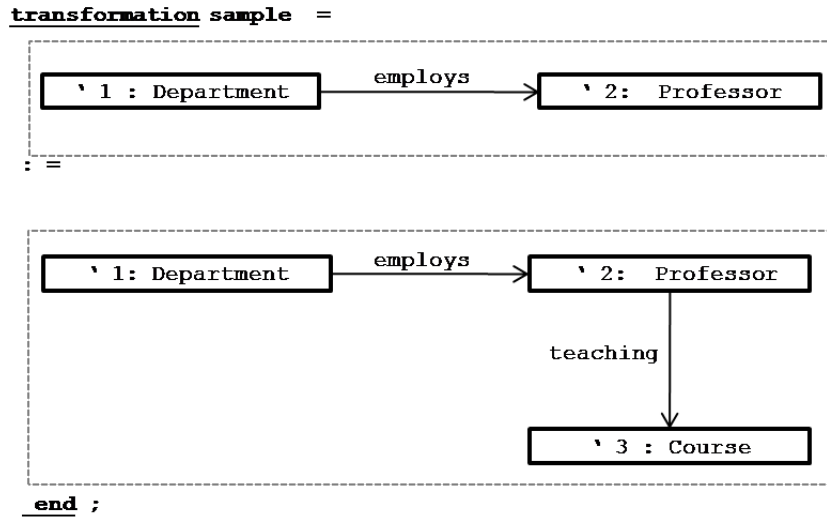 transformation sample =
employs
‵ 1 : Department
‵ 2: Professor
: =
employs
‵ 1: Department
‵ 2: Professor
teaching
‵ 3 : Course
end ;